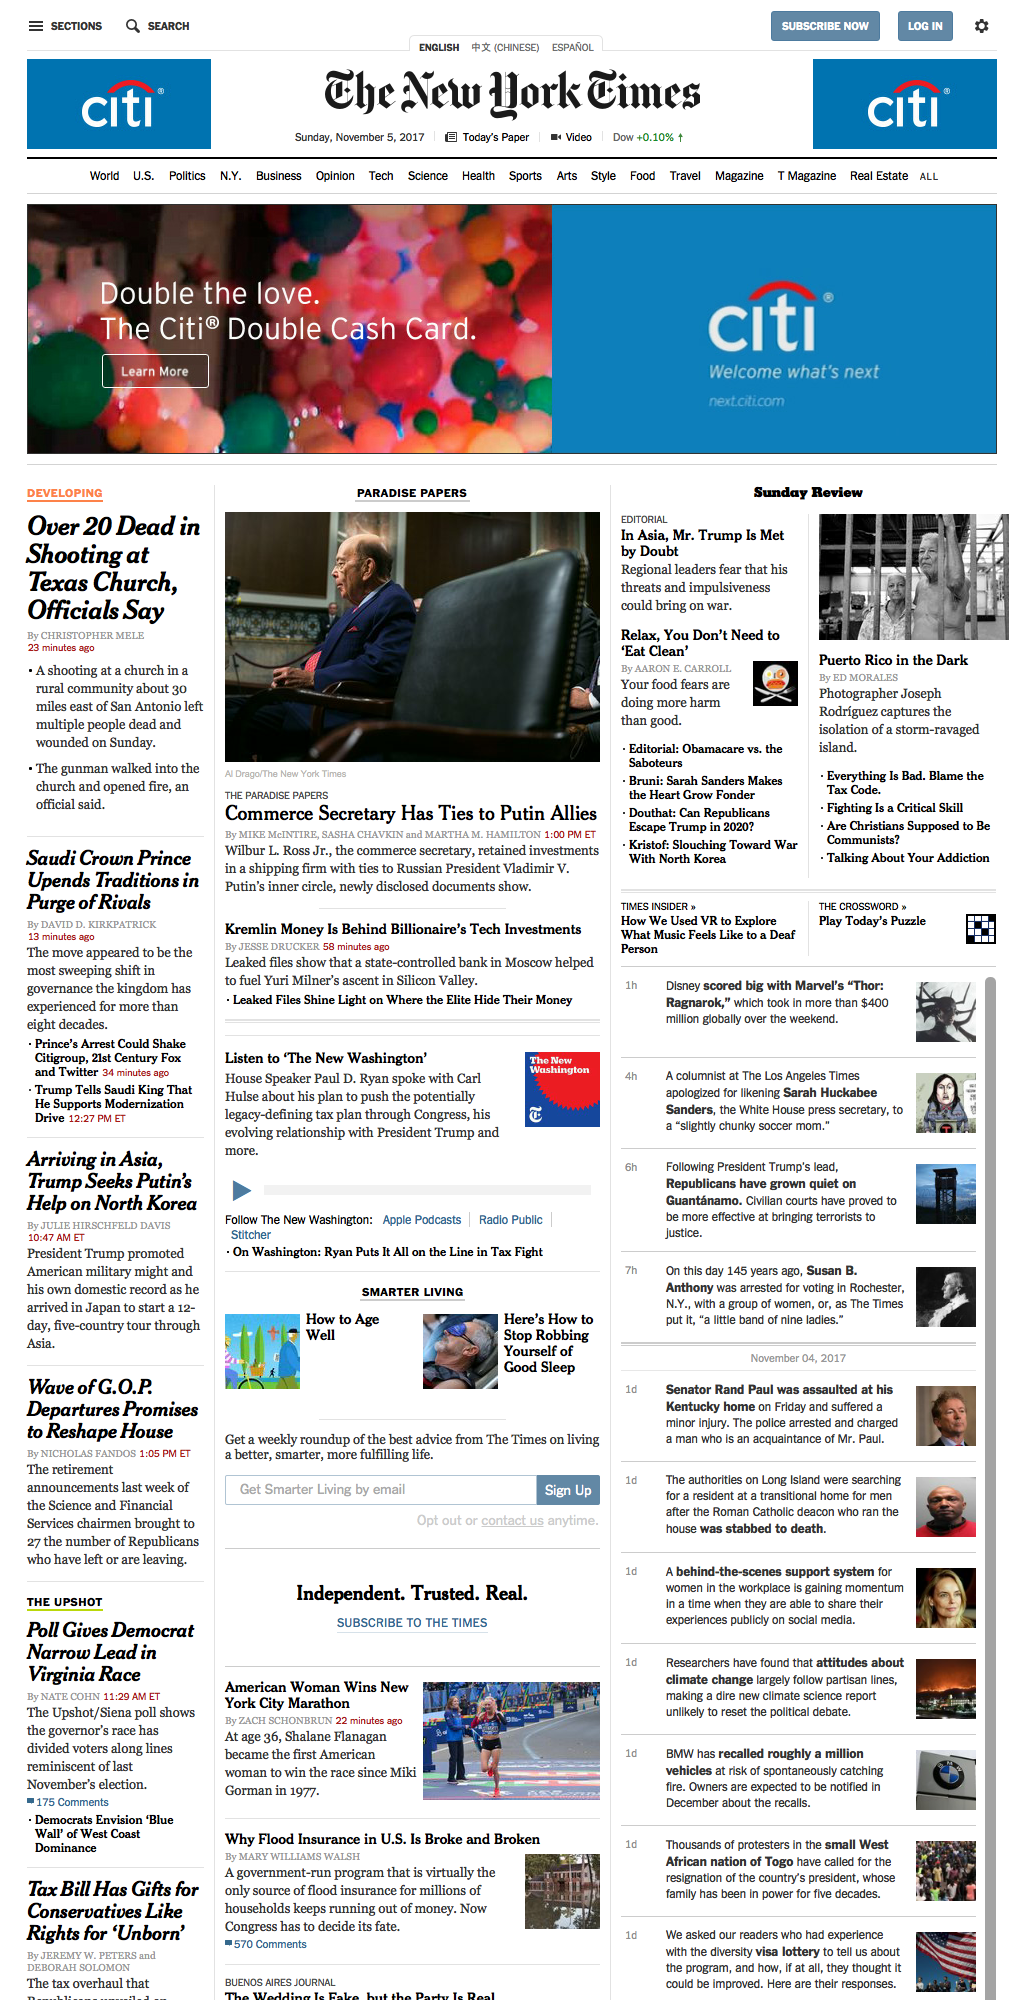 SECTIONS
SEARCH
SUBSCRIBE NOW
LOG IN
ENGLISH
中文 (CHINESE)
ESPAÑOL
citi®
The New York Times
citi®
Sunday, November 5, 2017
Today's Paper
Video
Dow +0.10% ↑
World
U.S.
Politics
N.Y.
Business
Opinion
Tech
Science
Health
Sports
Arts
Style
Food
Travel
Magazine
T Magazine
Real Estate
ALL
Double the love.
The Citi® Double Cash Card.
Learn More
citi®
Welcome what's next
next.citi.com
DEVELOPING
Over 20 Dead in
Shooting at
Texas Church,
Officials Say
By CHRISTOPHER MELE
23 minutes ago
• A shooting at a church in a
rural community about 30
miles east of San Antonio left
multiple people dead and
wounded on Sunday.
• The gunman walked into the
church and opened fire, an
official said.
Saudi Crown Prince
Upends Traditions in
Purge of Rivals
By DAVID D. KIRKPATRICK
13 minutes ago
The move appeared to be the
most sweeping shift in
governance the kingdom has
experienced for more than
eight decades.
· Prince's Arrest Could Shake
Citigroup, 21st Century Fox
and Twitter 34 minutes ago
· Trump Tells Saudi King That
He Supports Modernization
Drive 12:27 PM ET
Arriving in Asia,
Trump Seeks Putin's
Help on North Korea
By JULIE HIRSCHFELD DAVIS
10:47 AM ET
President Trump promoted
American military might and
his own domestic record as he
arrived in Japan to start a 12-
day, five-country tour through
Asia.
Wave of G.O.P.
Departures Promises
to Reshape House
By NICHOLAS FANDOS 1:05 PM ET
The retirement
announcements last week of
the Science and Financial
Services chairmen brought to
27 the number of Republicans
who have left or are leaving.
THE UPSHOT
Poll Gives Democrat
Narrow Lead in
Virginia Race
By NATE COHN 11:29 AM ET
The Upshot/Siena poll shows
the governor's race has
divided voters along lines
reminiscent of last
November's election.
175 Comments
· Democrats Envision 'Blue
Wall' of West Coast
Dominance
Tax Bill Has Gifts for
Conservatives Like
Rights for 'Unborn'
By JEREMY W. PETERS and
DEBORAH SOLOMON
The tax overhaul that
Republicans unveiled on
PARADISE PAPERS
Al Drago/The New York Times
THE PARADISE PAPERS
Commerce Secretary Has Ties to Putin Allies
By MIKE McINTIRE, SASHA CHAVKIN and MARTHA M. HAMILTON 1:00 PM ET
Wilbur L. Ross Jr., the commerce secretary, retained investments
in a shipping firm with ties to Russian President Vladimir V.
Putin's inner circle, newly disclosed documents show.
Kremlin Money Is Behind Billionaire's Tech Investments
By JESSE DRUCKER 58 minutes ago
Leaked files show that a state-controlled bank in Moscow helped
to fuel Yuri Milner's ascent in Silicon Valley.
· Leaked Files Shine Light on Where the Elite Hide Their Money
Listen to 'The New Washington'
House Speaker Paul D. Ryan spoke with Carl
Hulse about his plan to push the potentially
legacy-defining tax plan through Congress, his
evolving relationship with President Trump and
more.
The New
Washington
T
Follow The New Washington:
Apple Podcasts
Radio Public
Stitcher
· On Washington: Ryan Puts It All on the Line in Tax Fight
SMARTER LIVING
How to Age
Well
Here's How to
Stop Robbing
Yourself of
Good Sleep
Get a weekly roundup of the best advice from The Times on living
a better, smarter, more fulfilling life.
Get Smarter Living by email
Sign Up
Opt out or contact us anytime.
Independent. Trusted. Real.
SUBSCRIBE TO THE TIMES
American Woman Wins New
York City Marathon
By ZACH SCHONBRUN 22 minutes ago
At age 36, Shalane Flanagan
became the first American
woman to win the race since Miki
Gorman in 1977.
Why Flood Insurance in U.S. Is Broke and Broken
By MARY WILLIAMS WALSH
A government-run program that is virtually the
only source of flood insurance for millions of
households keeps running out of money. Now
Congress has to decide its fate.
570 Comments
BUENOS AIRES JOURNAL
The Wedding Is Fake, but the Party Is Real
Sunday Review
EDITORIAL
In Asia, Mr. Trump Is Met
by Doubt
Regional leaders fear that his
threats and impulsiveness
could bring on war.
Relax, You Don't Need to
'Eat Clean'
By AARON E. CARROLL
Your food fears are
doing more harm
than good.
· Editorial: Obamacare vs. the
Saboteurs
· Bruni: Sarah Sanders Makes
the Heart Grow Fonder
· Douthat: Can Republicans
Escape Trump in 2020?
· Kristof: Slouching Toward War
With North Korea
Puerto Rico in the Dark
By ED MORALES
Photographer Joseph
Rodríguez captures the
isolation of a storm-ravaged
island.
· Everything Is Bad. Blame the
Tax Code.
· Fighting Is a Critical Skill
· Are Christians Supposed to Be
Communists?
· Talking About Your Addiction
TIMES INSIDER »
How We Used VR to Explore
What Music Feels Like to a Deaf
Person
THE CROSSWORD »
Play Today's Puzzle
1h
Disney scored big with Marvel's “Thor:
Ragnarok,” which took in more than $400
million globally over the weekend.
4h
A columnist at The Los Angeles Times
apologized for likening Sarah Huckabee
Sanders, the White House press secretary, to
a “slightly chunky soccer mom.”
6h
Following President Trump's lead,
Republicans have grown quiet on
Guantánamo. Civilian courts have proved to
be more effective at bringing terrorists to
justice.
7h
On this day 145 years ago, Susan B.
Anthony was arrested for voting in Rochester,
N.Y., with a group of women, or, as The Times
put it, “a little band of nine ladies.”
November 04, 2017
1d
Senator Rand Paul was assaulted at his
Kentucky home on Friday and suffered a
minor injury. The police arrested and charged
a man who is an acquaintance of Mr. Paul.
1d
The authorities on Long Island were searching
for a resident at a transitional home for men
after the Roman Catholic deacon who ran the
house was stabbed to death.
1d
A behind-the-scenes support system for
women in the workplace is gaining momentum
in a time when they are able to share their
experiences publicly on social media.
1d
Researchers have found that attitudes about
climate change largely follow partisan lines,
making a dire new climate science report
unlikely to reset the political debate.
1d
BMW has recalled roughly a million
vehicles at risk of spontaneously catching
fire. Owners are expected to be notified in
December about the recalls.
1d
Thousands of protesters in the small West
African nation of Togo have called for the
resignation of the country's president, whose
family has been in power for five decades.
1d
We asked our readers who had experience
with the diversity visa lottery to tell us about
the program, and how, if at all, they thought it
could be improved. Here are their responses.